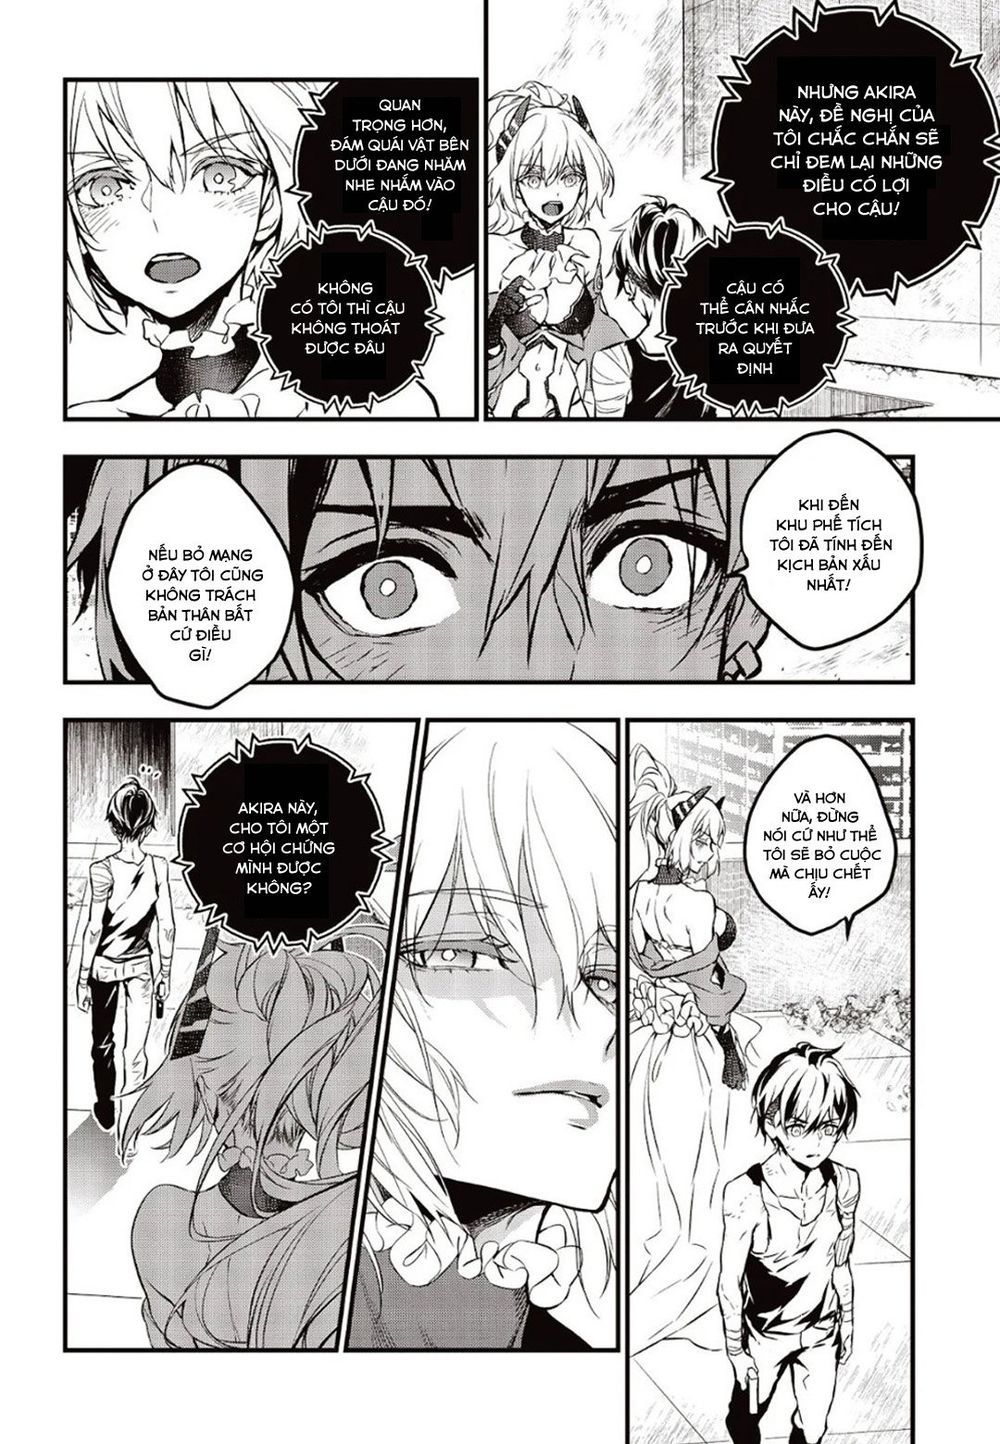 NHƯNG AKIRA
NÀY, ĐỀ NGHỊ CỦA
TÔI CHẮC CHẮN SẼ
CHỈ ĐEM LẠI NHỮNG
ĐIỀU CÓ LỢI
CHO CẬU!
CẬU CÓ
THỂ CÂN NHẮC
TRƯỚC KHI ĐƯA
RA QUYẾT
ĐỊNH
QUAN
TRỌNG HƠN,
ĐÁM QUÁI VẬT BÊN
DƯỚI ĐANG NHĂM
NHE NHẮM VÀO
CẬU ĐÓ!
KHÔNG
CÓ TÔI THÌ CẬU
KHÔNG THOÁT
ĐƯỢC ĐÂU
KHI ĐẾN
KHU PHẾ TÍCH
TÔI ĐÃ TÍNH ĐẾN
KỊCH BẢN XẤU
NHẤT!
NẾU BỎ MẠNG
Ở ĐÂY TÔI CŨNG
KHÔNG TRÁCH
BẢN THÂN BẤT
CỨ ĐIỀU
GÌ!
VÀ HƠN
NỮA, ĐỪNG
NÓI CỨ NHƯ THỂ
TÔI SẼ BỎ CUỘC
MÀ CHỊU CHẾT
ẤY!
AKIRA NÀY,
CHO TÔI MỘT
CƠ HỘI CHỨNG
MÌNH ĐƯỢC
KHÔNG?